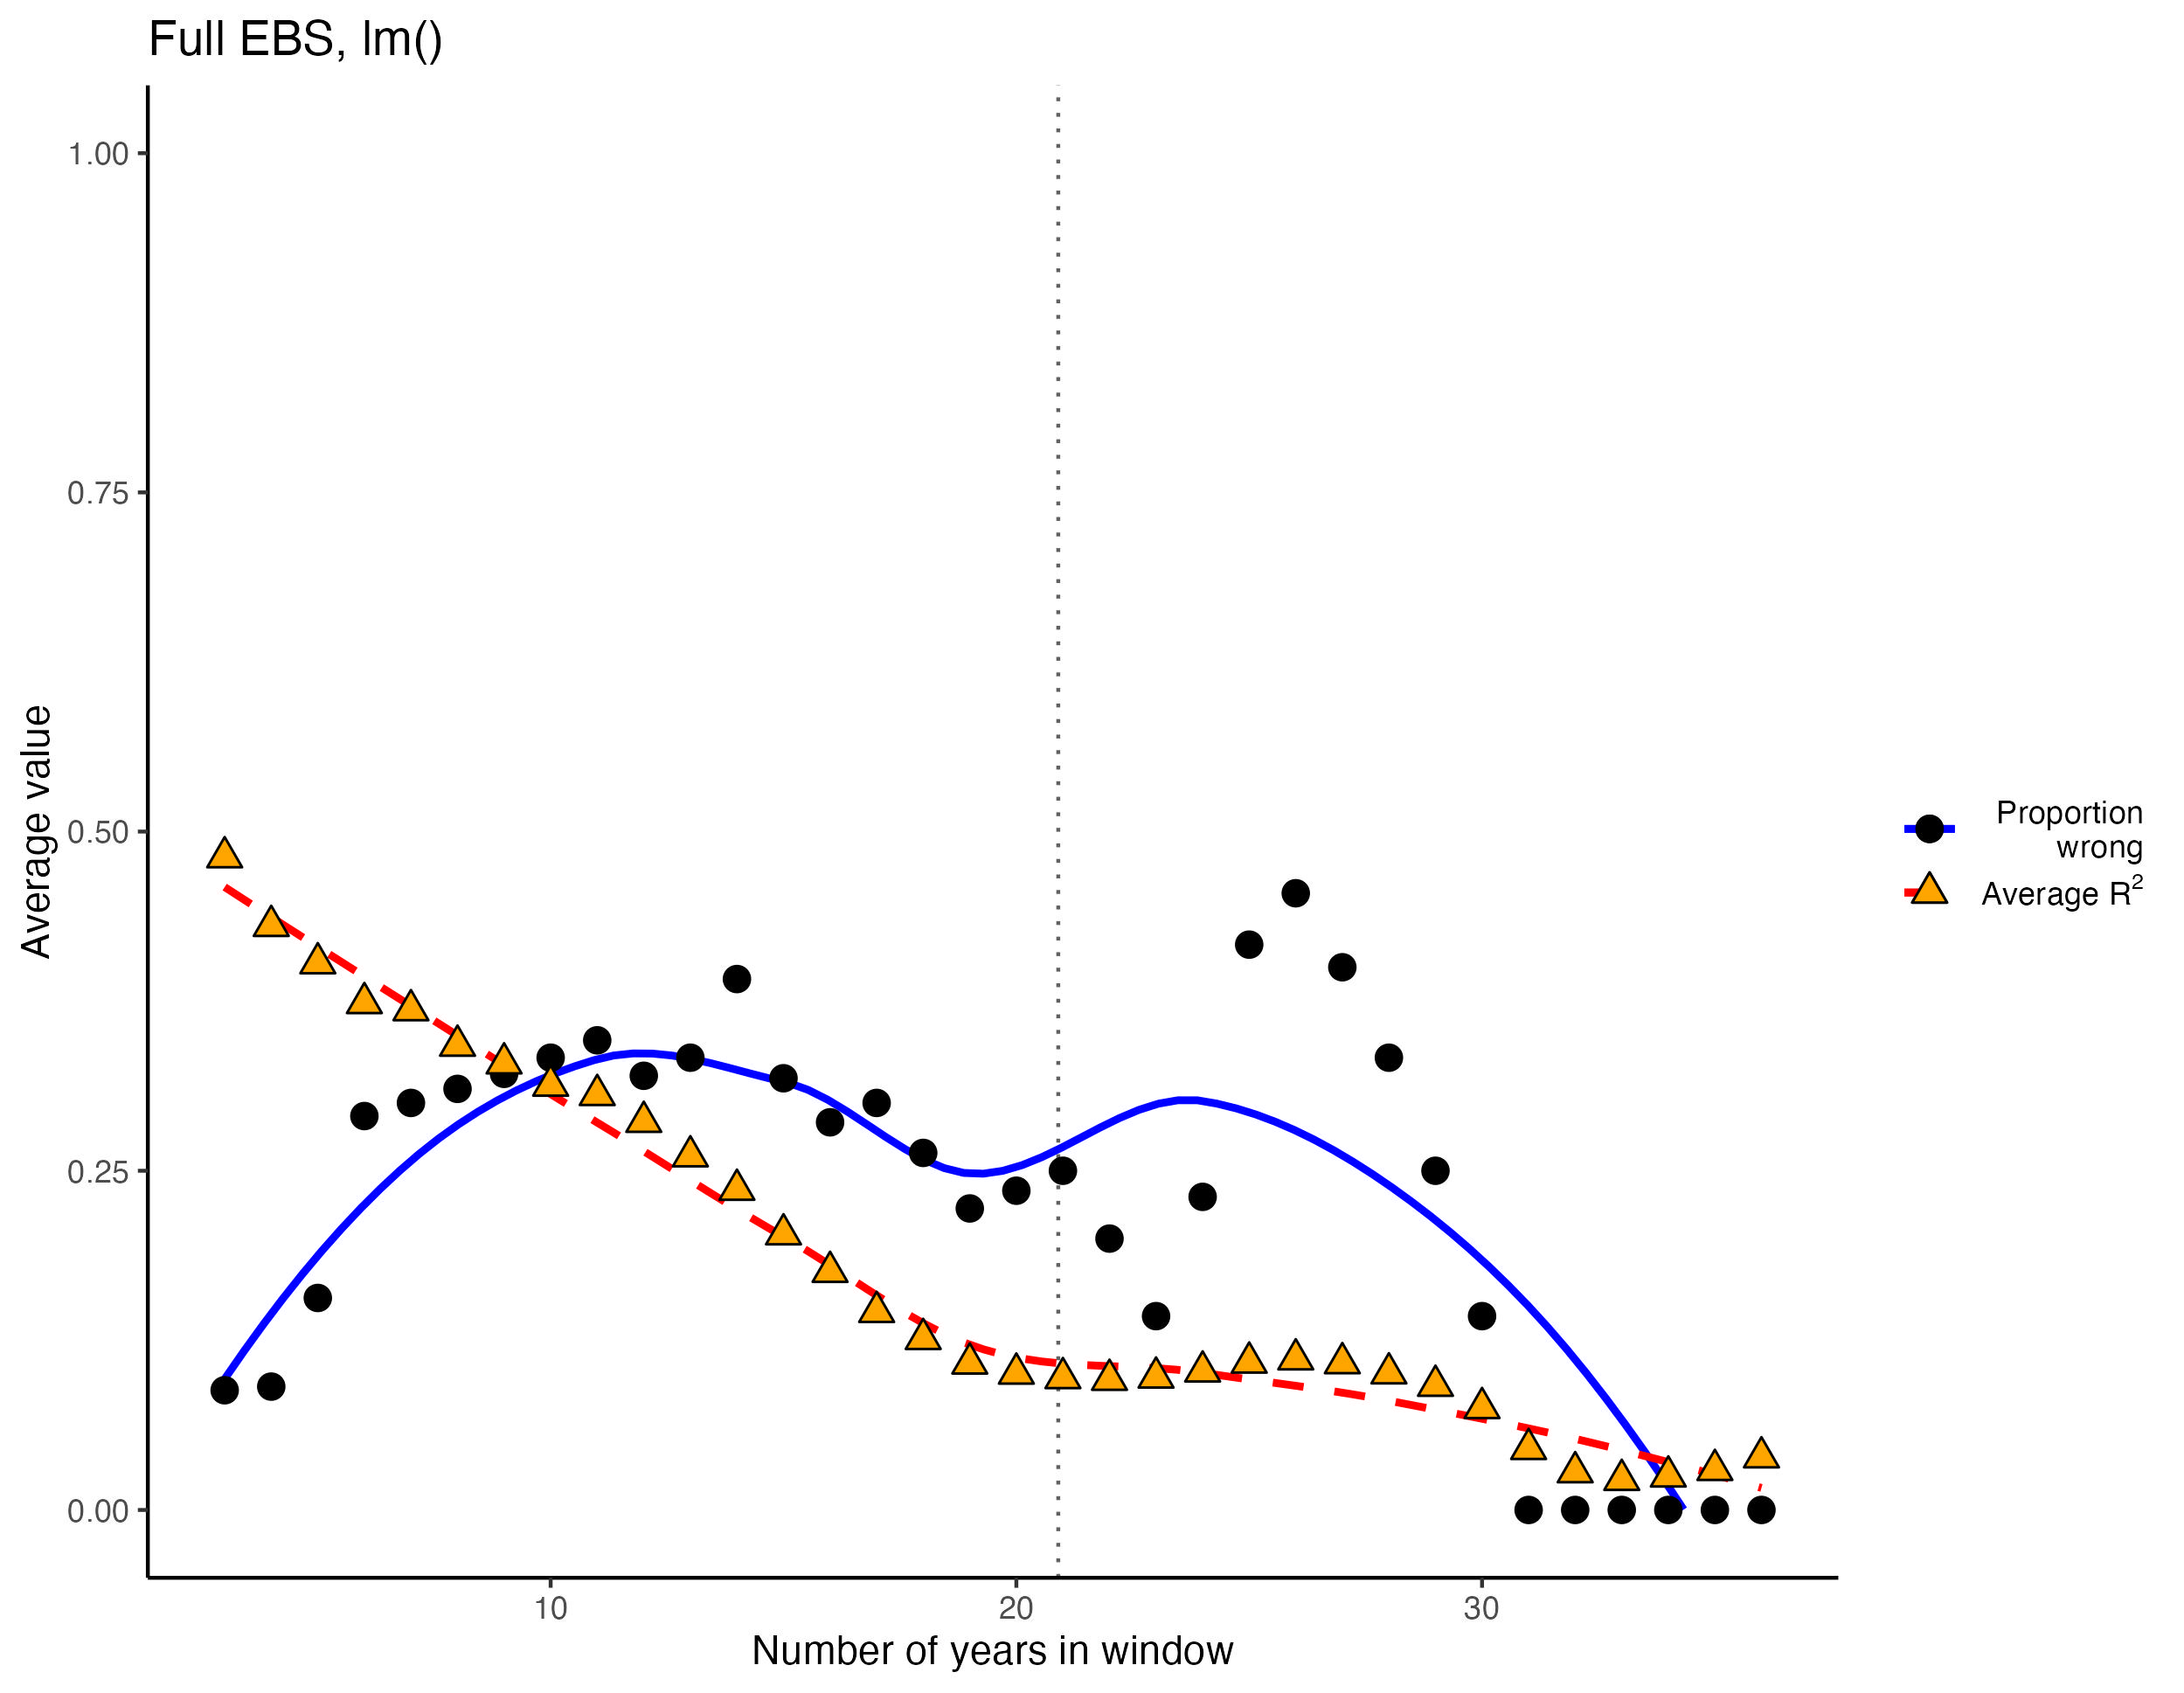 Full EBS, lm()
1.00
0.75
0.50
0.25
0.00
Average value
10 20 30
Number of years in window
Proportion
wrong
Average R²